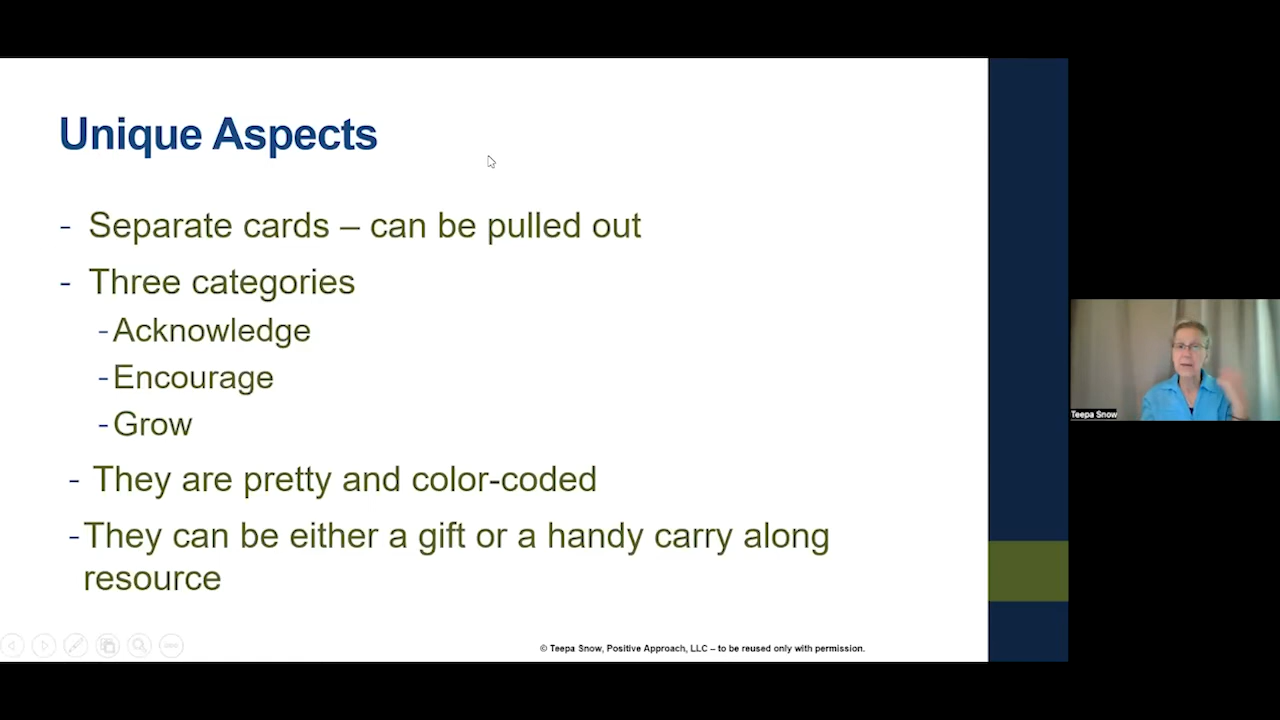 Unique Aspects
- Separate cards – can be pulled out
- Three categories
- Acknowledge
- Encourage
- Grow
- They are pretty and color-coded
- They can be either a gift or a handy carry along
resource
© Teepa Snow, Positive Approach, LLC – to be reused only with permission.
Teepa Snow